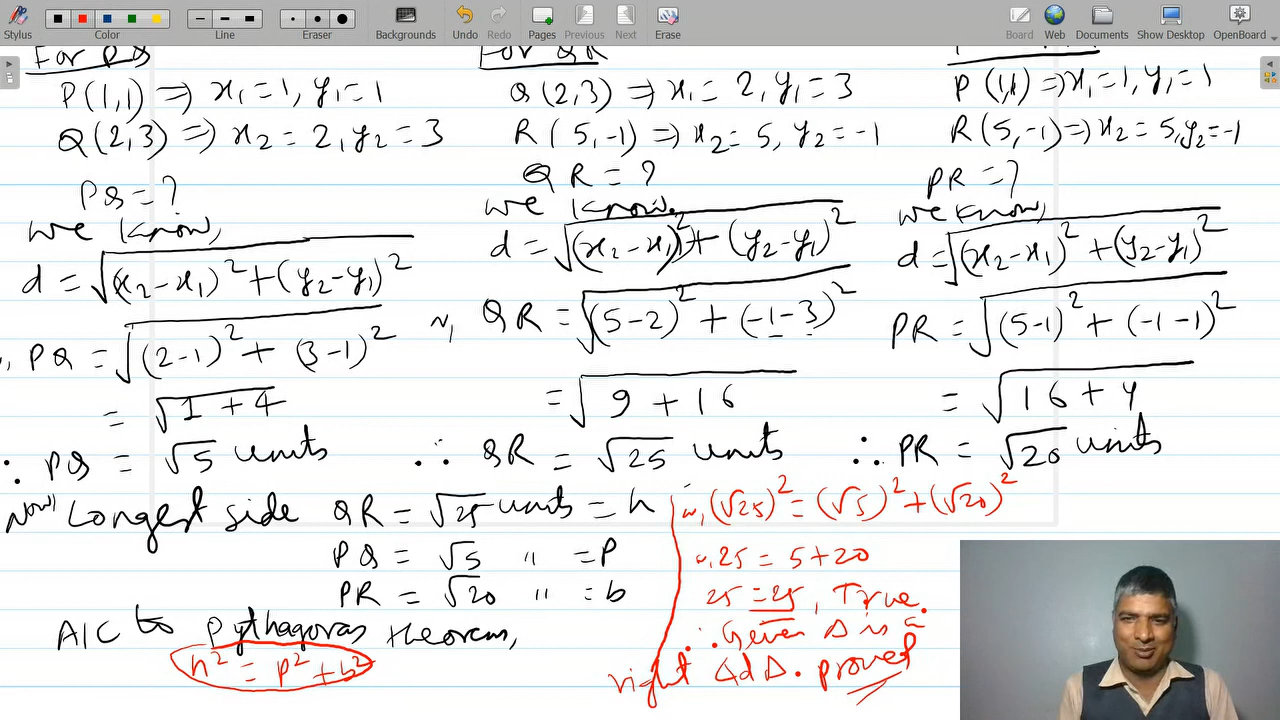 Stylus Color Line Eraser Backgrounds Undo Redo Pages Previous Next Erase Board Web Documents Show Desktop OpenBoard
For PQ
P(1,1) => x₁=1, y₁=1
Q(2,3) => x₂=2, y₂=3
PQ=?
we know,
d = √(x₂-x₁)²+(y₂-y₁)²
PQ = √(2-1)²+(3-1)²
= √1+4
∴ PQ = √5 units
For QR
Q(2,3) => x₁=2, y₁=3
R(5,-1) => x₂=5, y₂=-1
QR=?
we know,
d = √(x₂-x₁)²+(y₂-y₁)²
QR = √(5-2)²+(-1-3)²
= √9+16
∴ QR = √25 units
P(1,1) => x₁=1, y₁=1
R(5,-1) => x₂=5, y₂=-1
PR=?
we know,
d = √(x₂-x₁)²+(y₂-y₁)²
PR = √(5-1)²+(-1-1)²
= √16+4
∴ PR = √20 units
Now, Longest side QR = √25 units = h
PQ = √5 " = p
PR = √20 " = b
A/C to pythagoras theorem,
h² = p²+b²
(√25)² = (√5)²+(√20)²
25 = 5+20
25 = 25, True.
∴ Given Δ is a
right ∠d Δ. proved